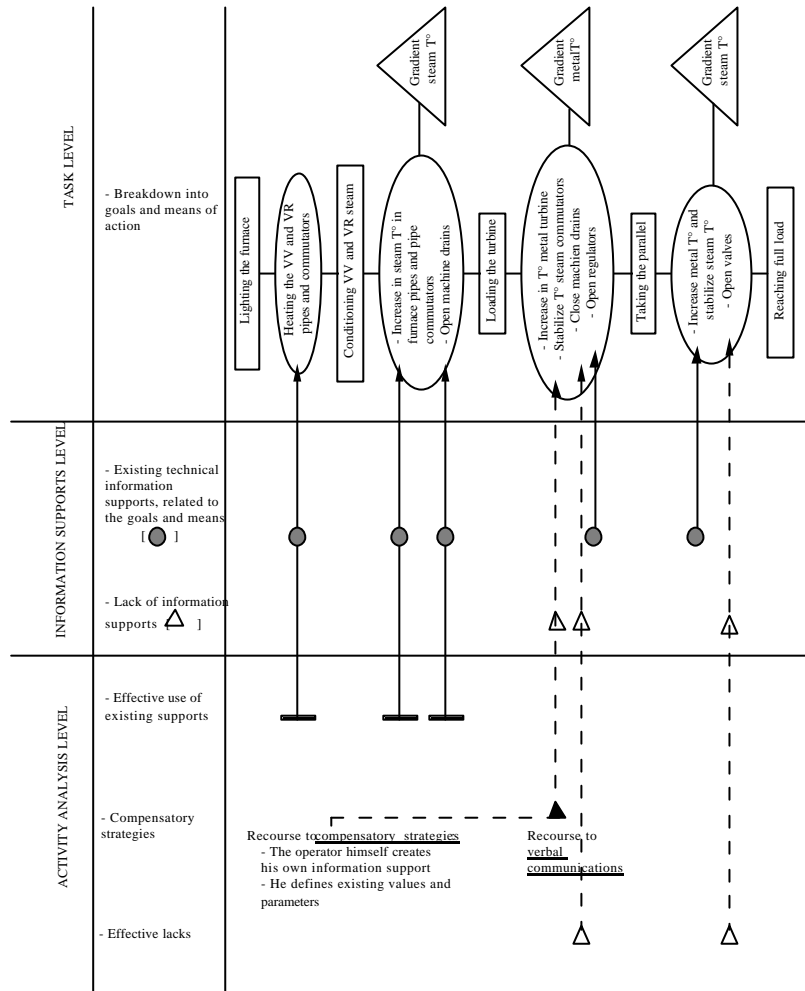 TASK LEVEL
- Breakdown into
goals and means of
action
Lighting the furnace
Heating the VV and VR
pipes and commutators
Conditioning VV and VR steam
- Increase in steam T° in
furnace pipes and pipe
commutators
- Open machine drains
Gradient
steam T°
Loading the turbine
- Increase in T° metal turbine
- Stabilize T° steam commutators
- Close machien drains
- Open regulators
Gradient
metalT°
Taking the parallel
- Increase metal T° and
stabilize steam T°
- Open valves
Gradient
steam T°
Reaching full load
INFORMATION SUPPORTS LEVEL
- Existing technical
information
supports, related to
the goals and means
[ ]
- Lack of information
supports [ ]
ACTIVITY ANALYSIS LEVEL
- Effective use of
existing supports
- Compensatory
strategies
Recourse to compensatory strategies
- The operator himself creates
his own information support
- He defines existing values and
parameters
Recourse to
verbal
communications
- Effective lacks